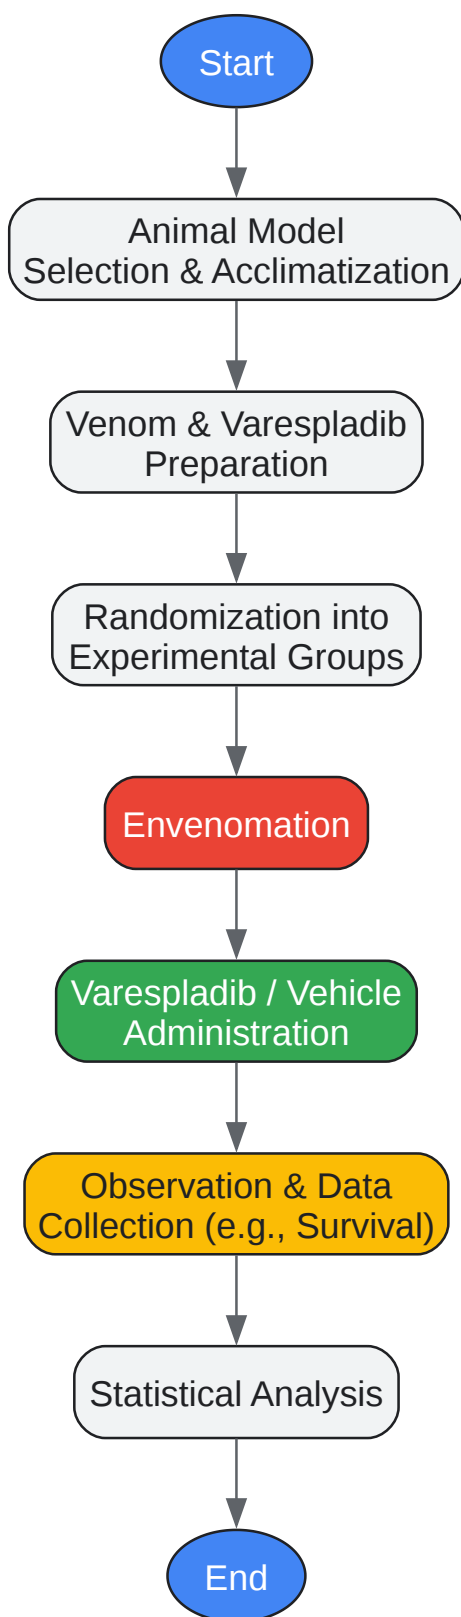 Start
Animal Model
Selection & Acclimatization
Venom & Varespladib
Preparation
Randomization into
Experimental Groups
Envenomation
Varespladib / Vehicle
Administration
Observation & Data
Collection (e.g., Survival)
Statistical Analysis
End